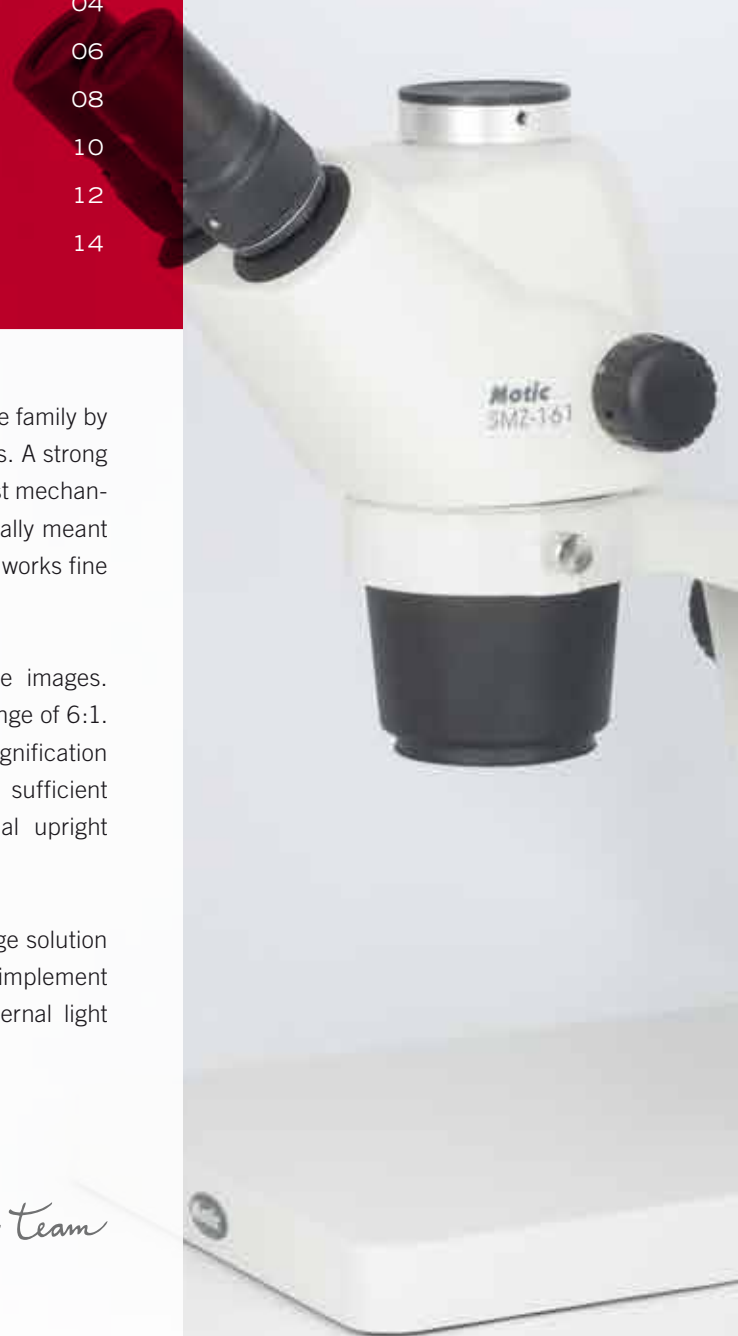 04
06
08
10
12
14
e family by
s. A strong
st mechan-
ally meant
works fine
e images.
nge of 6:1.
gnification
sufficient
al upright
ge solution
implement
ernal light
Team
Motic
SMZ-161